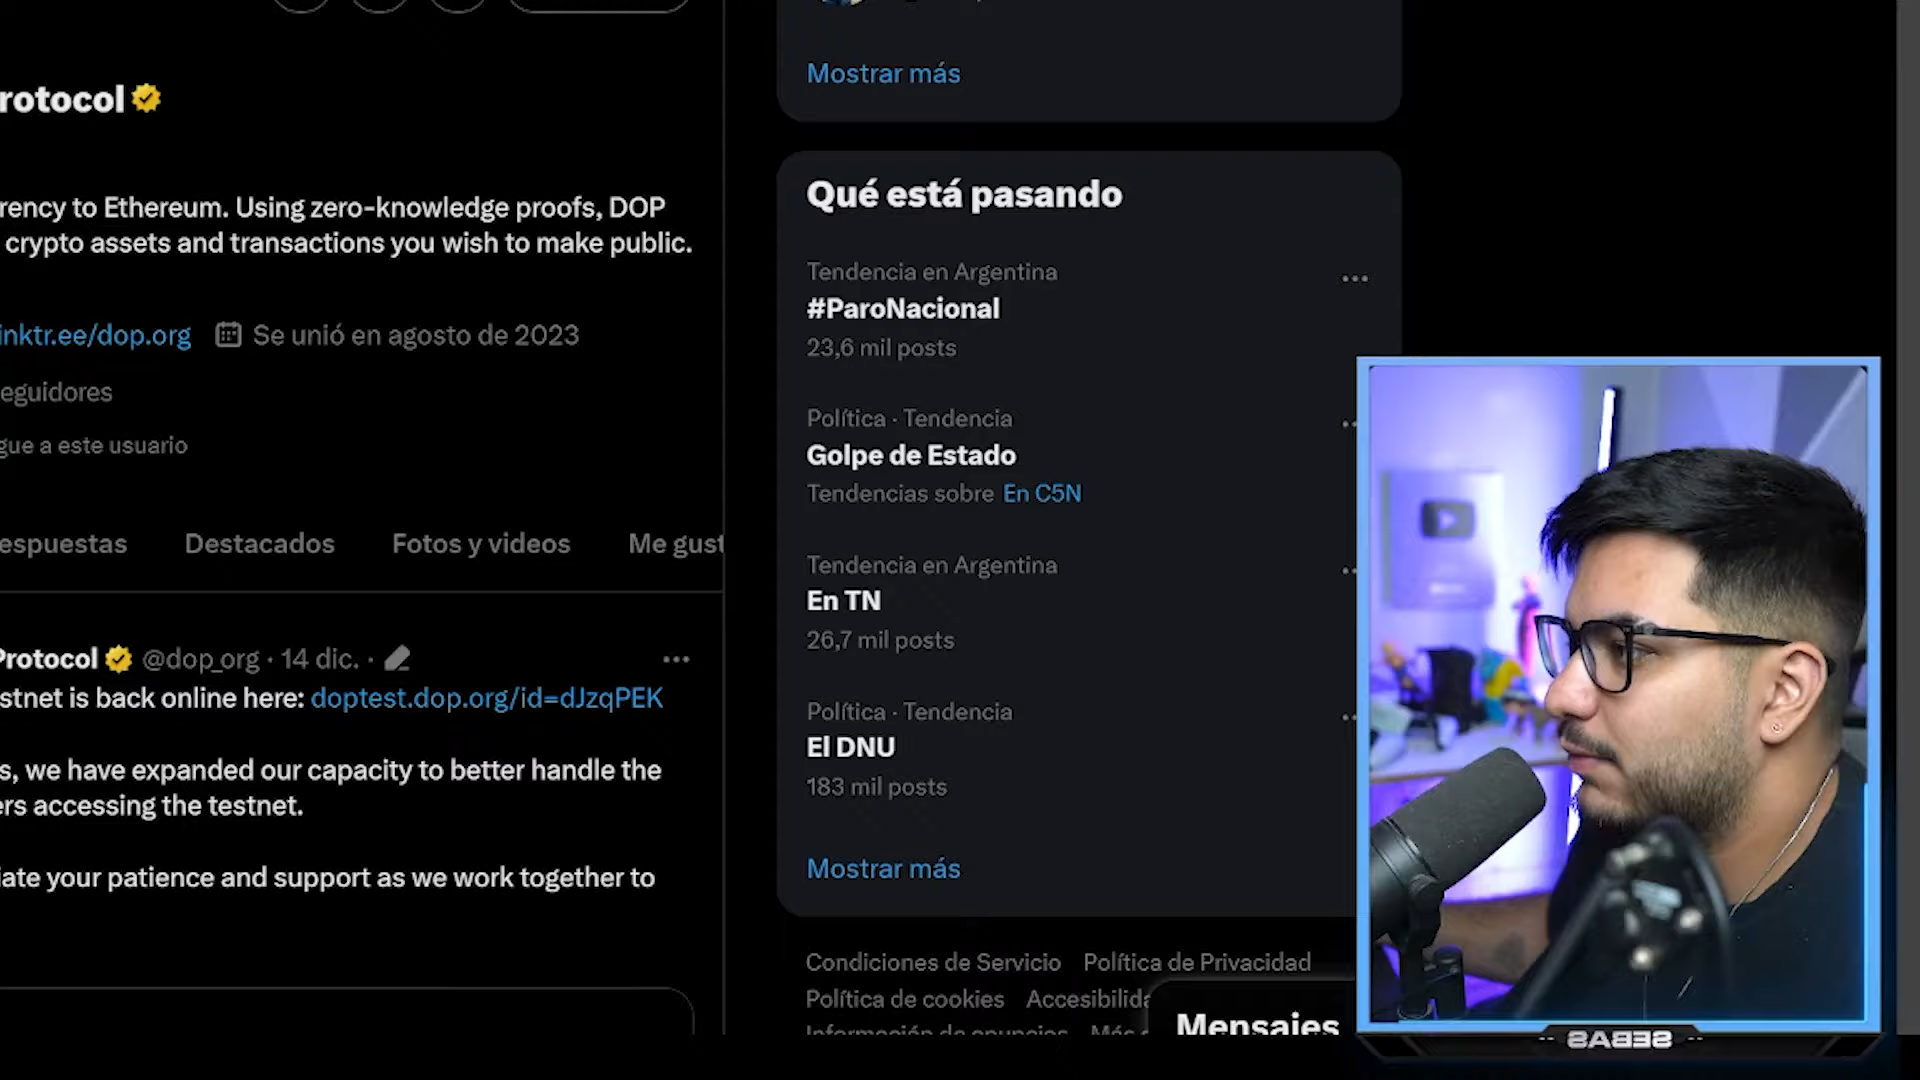 rotocol
rency to Ethereum. Using zero-knowledge proofs, DOP
crypto assets and transactions you wish to make public.
inktr.ee/dop.org Se unió en agosto de 2023
eguidores
gue a este usuario
espuestas Destacados Fotos y videos Me gust
Protocol @dop_org · 14 dic. ·
stnet is back online here: doptest.dop.org/id=dJzqPEK
s, we have expanded our capacity to better handle the
ers accessing the testnet.
iate your patience and support as we work together to
Mostrar más
Qué está pasando
Tendencia en Argentina
#ParoNacional
23,6 mil posts
Política · Tendencia
Golpe de Estado
Tendencias sobre En C5N
Tendencia en Argentina
En TN
26,7 mil posts
Política · Tendencia
El DNU
183 mil posts
Mostrar más
Condiciones de Servicio Política de Privacidad
Política de cookies Accesibilida
Información de anuncios Más
Mensajes
SEBAS